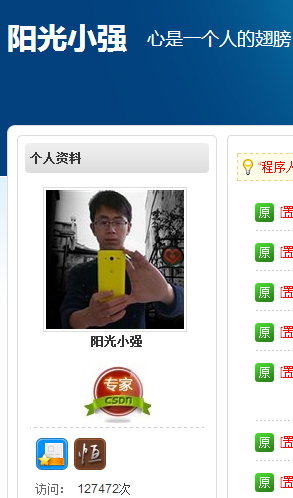 阳光小强 心是一个人的翅膀
个人资料
"程序人
原 [置
原 [置
原 [置
原 [置
原 [置
原 [置
原 [置
阳光小强
专家
csdn
恒
访问： 127472次